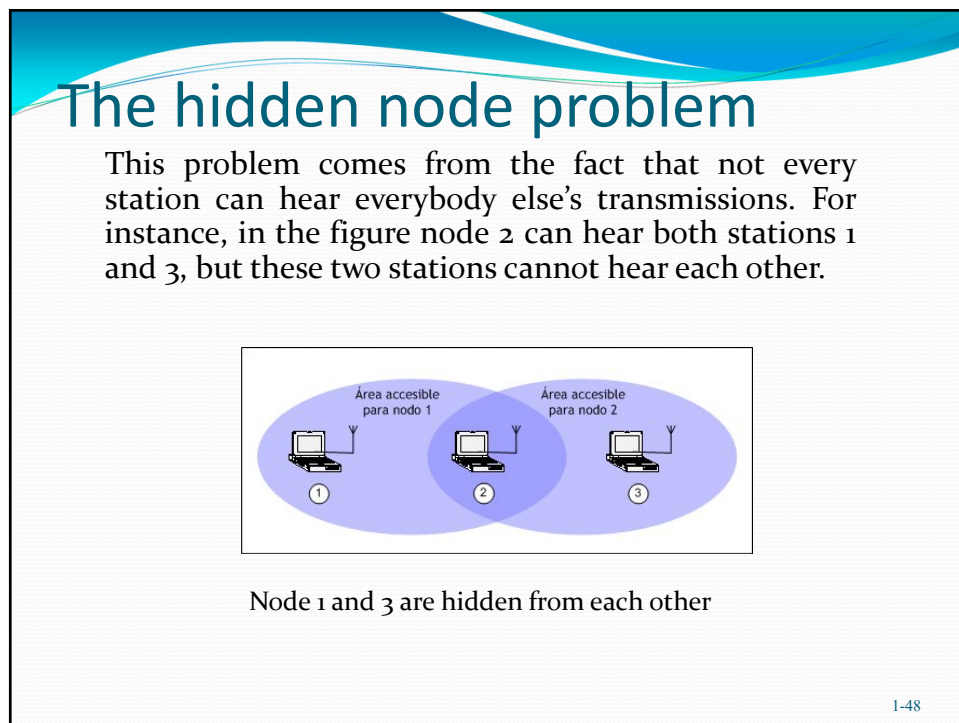 The hidden node problem
This problem comes from the fact that not every
station can hear everybody else’s transmissions. For
instance, in the figure node 2 can hear both stations 1
and 3, but these two stations cannot hear each other.
Área accesible
para nodo 1
Área accesible
para nodo 2
1
2
3
Node 1 and 3 are hidden from each other
1-48